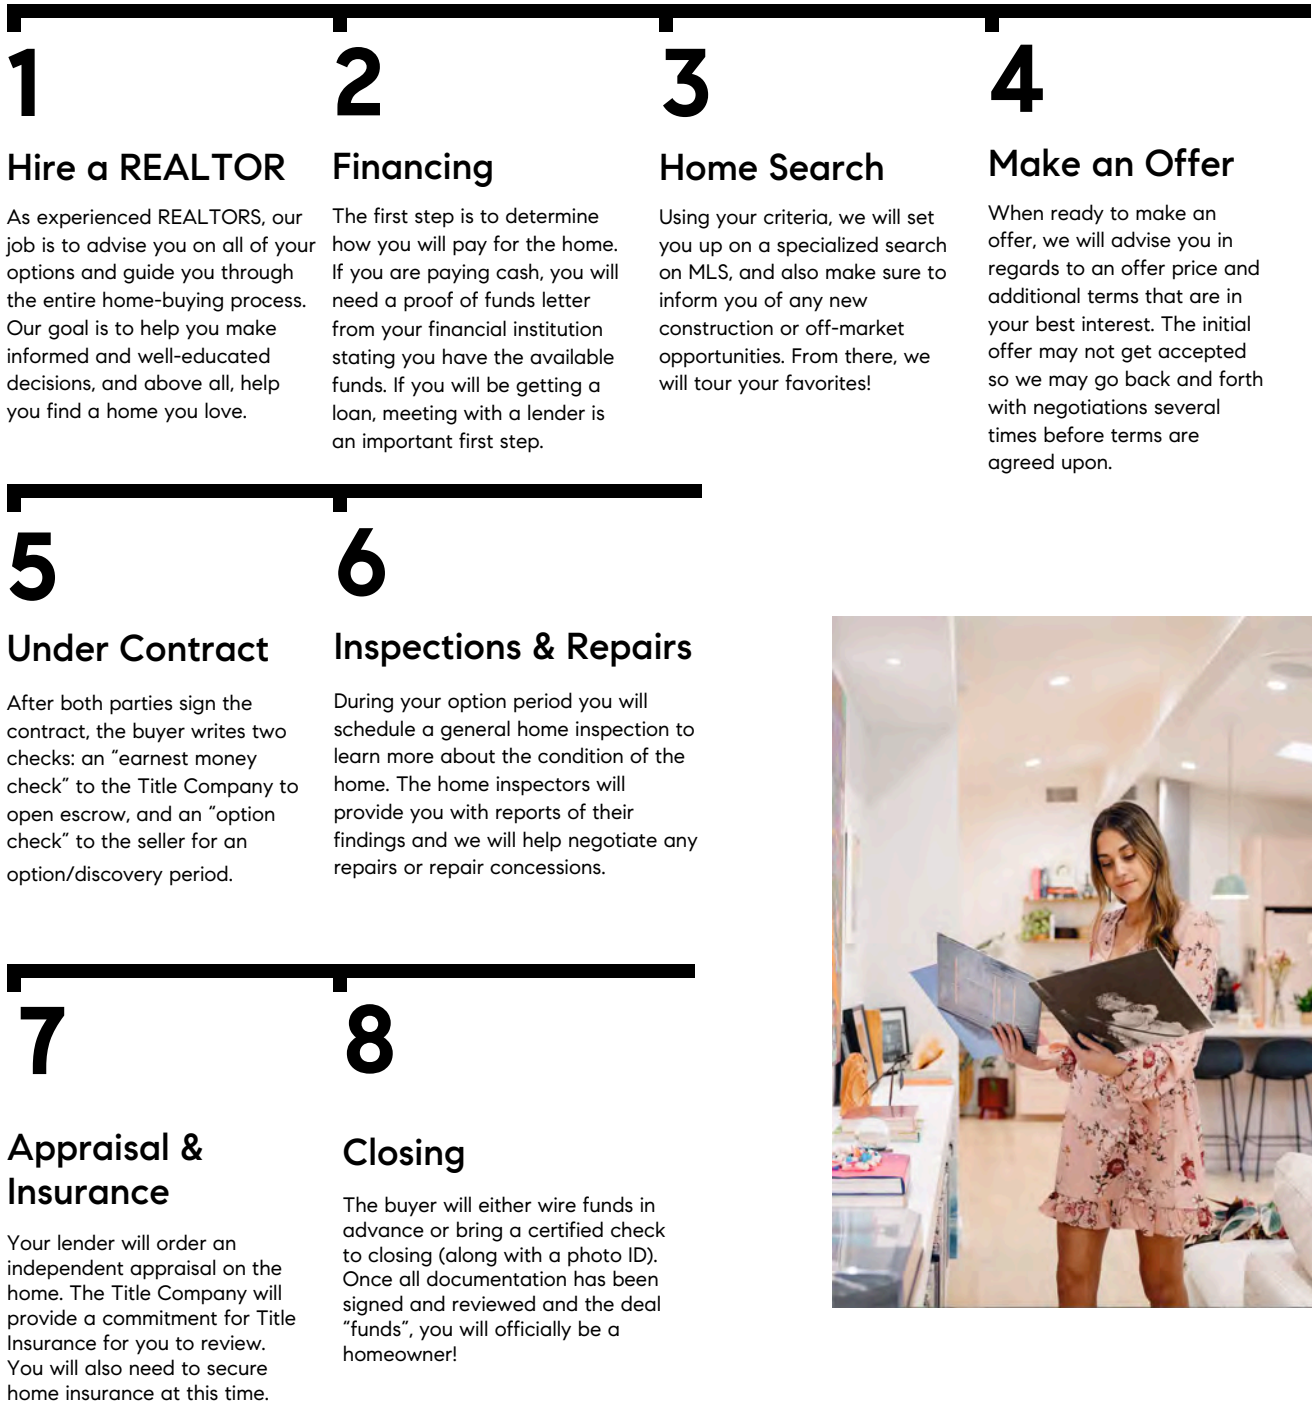 1
Hire a REALTOR
As experienced REALTORS, our
job is to advise you on all of your
options and guide you through
the entire home-buying process.
Our goal is to help you make
informed and well-educated
decisions, and above all, help
you find a home you love.
2
Financing
The first step is to determine
how you will pay for the home.
If you are paying cash, you will
need a proof of funds letter
from your financial institution
stating you have the available
funds. If you will be getting a
loan, meeting with a lender is
an important first step.
3
Home Search
Using your criteria, we will set
you up on a specialized search
on MLS, and also make sure to
inform you of any new
construction or off-market
opportunities. From there, we
will tour your favorites!
4
Make an Offer
When ready to make an
offer, we will advise you in
regards to an offer price and
additional terms that are in
your best interest. The initial
offer may not get accepted
so we may go back and forth
with negotiations several
times before terms are
agreed upon.
5
Under Contract
After both parties sign the
contract, the buyer writes two
checks: an “earnest money
check” to the Title Company to
open escrow, and an “option
check” to the seller for an
option/discovery period.
6
Inspections & Repairs
During your option period you will
schedule a general home inspection to
learn more about the condition of the
home. The home inspectors will
provide you with reports of their
findings and we will help negotiate any
repairs or repair concessions.
7
Appraisal &
Insurance
Your lender will order an
independent appraisal on the
home. The Title Company will
provide a commitment for Title
Insurance for you to review.
You will also need to secure
home insurance at this time.
8
Closing
The buyer will either wire funds in
advance or bring a certified check
to closing (along with a photo ID).
Once all documentation has been
signed and reviewed and the deal
“funds”, you will officially be a
homeowner!